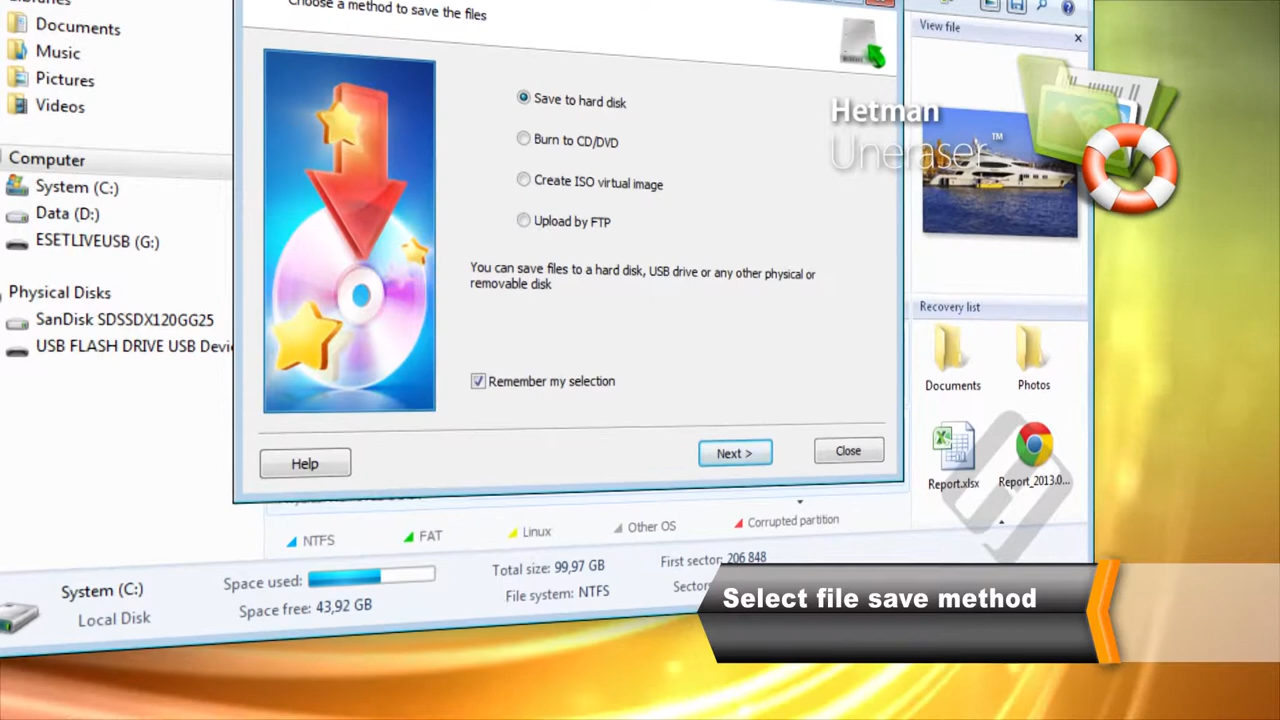 Choose a method to save the files
Documents
Music
Pictures
Videos
Computer
System (C:)
Data (D:)
ESETLIVEUSB (G:)
Physical Disks
SanDisk SDSSDX120GG25
USB FLASH DRIVE USB Devi
Save to hard disk
Burn to CD/DVD
Create ISO virtual image
Upload by FTP
You can save files to a hard disk, USB drive or any other physical or
removable disk
Remember my selection
Help
Next >
Close
View file
Hetman
Uneraser™
Recovery list
Documents
Photos
Report.xlsx
Report_2013.0...
NTFS
FAT
Linux
Other OS
Corrupted partition
System (C:)
Local Disk
Space used:
Space free: 43,92 GB
Total size: 99,97 GB
File system: NTFS
First sector: 206 848
Select file save method